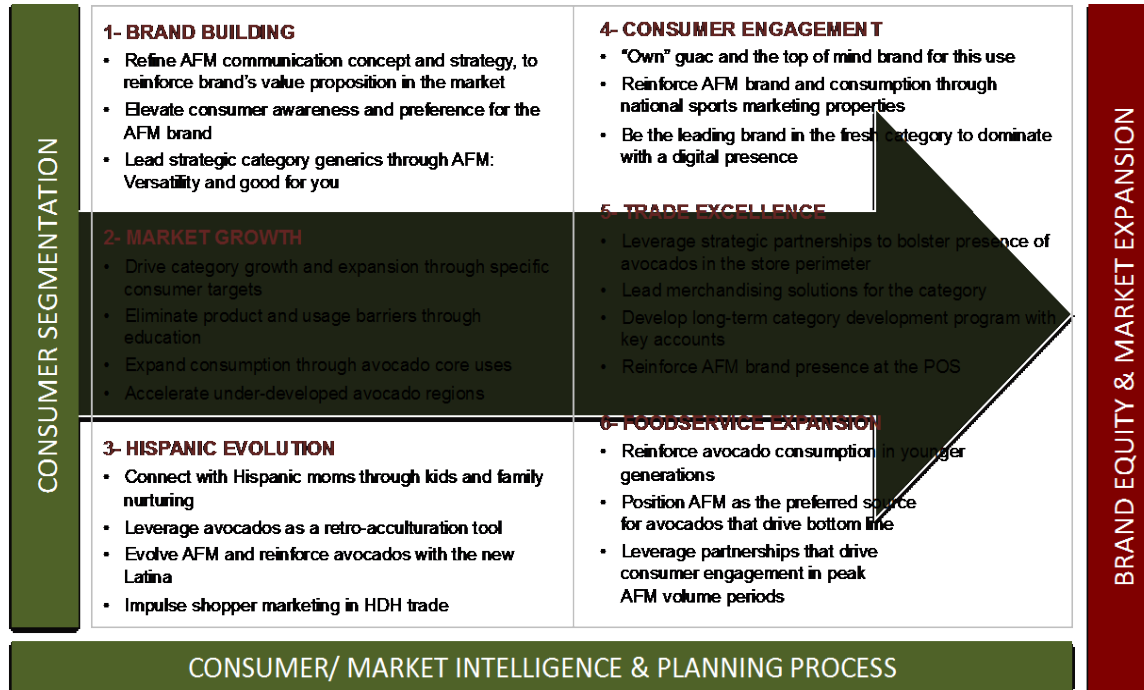 CONSUMER SEGMENTATION
1- BRAND BUILDING
• Refine AFM communication concept and strategy, to
reinforce brand's value proposition in the market
• Elevate consumer awareness and preference for the
AFM brand
• Lead strategic category generics through AFM:
Versatility and good for you
2- MARKET GROWTH
• Drive category growth and expansion through specific
consumer targets
• Eliminate product and usage barriers through
education
• Expand consumption through avocado core uses
• Accelerate under-developed avocado regions
3- HISPANIC EVOLUTION
• Connect with Hispanic moms through kids and family
nurturing
• Leverage avocados as a retro-acculturation tool
• Evolve AFM and reinforce avocados with the new
Latina
• Impulse shopper marketing in HDH trade
4- CONSUMER ENGAGEMENT
• "Own" guac and the top of mind brand for this use
• Reinforce AFM brand and consumption through
national sports marketing properties
• Be the leading brand in the fresh category to dominate
with a digital presence
5- TRADE EXCELLENCE
• Leverage strategic partnerships to bolster presence of
avocados in the store perimeter
• Lead merchandising solutions for the category
• Develop long-term category development program with
key accounts
• Reinforce AFM brand presence at the POS
6- FOODSERVICE EXPANSION
• Reinforce avocado consumption in younger
generations
• Position AFM as the preferred source
for avocados that drive bottom line
• Leverage partnerships that drive
consumer engagement in peak
AFM volume periods
BRAND EQUITY & MARKET EXPANSION
CONSUMER/ MARKET INTELLIGENCE & PLANNING PROCESS